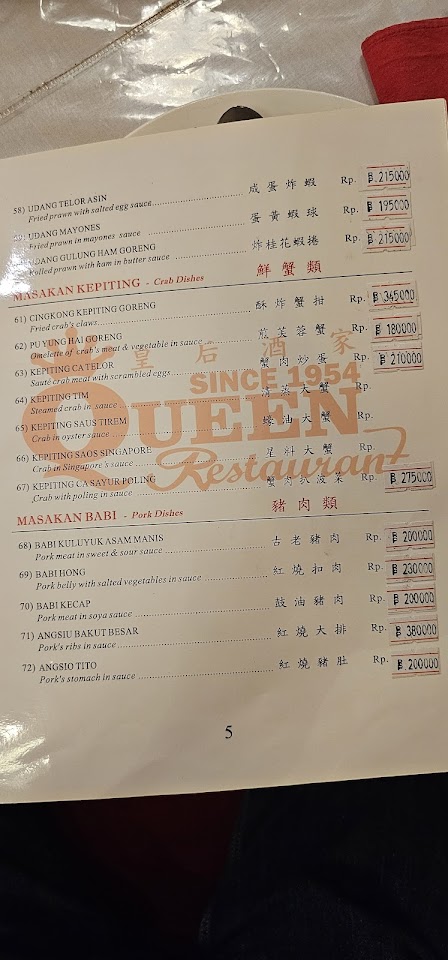 58) UDANG TELOR ASIN 咸蛋炸蝦 Rp. ฿ 215000
Fried prawn with salted egg sauce
UDANG MAYONES 蛋黃蝦球 Rp. ฿ 195000
Fried prawn in mayones sauce
UDANG GULUNG HAM GORENG 炸桂花蝦捲 Rp. ฿ 215000
Rolled prawn with ham in butter sauce
MASAKAN KEPITING - Crab Dishes 鮮蟹類
61) CINGKONG KEPITING GORENG 酥炸蟹拑 Rp. ฿ 345000
Fried crab's claws
62) PUYUNG HAI GORENG 煎芙蓉蟹 Rp. ฿ 180000
Omelette of crab's meat & vegetable in sauce
63) KEPITING CA TELOR 蟹肉炒蛋 Rp. ฿ 210000
Sauté crab meat with scrambled eggs
64) KEPITING TIM 清蒸大蟹 Rp.
Steamed crab in sauce
65) KEPITING SAUS TIREM 蠔油大蟹 Rp.
Crab in oyster sauce
66) KEPITING SAOS SINGAPORE 星斜大蟹 Rp.
Crab in Singapore's sauce
67) KEPITING CA SAYUR POLING 蟹肉扒波菜 Rp. ฿ 275000
Crab with poling in sauce
皇后酒家
SINCE 1954
QUEEN
Restaurant
MASAKAN BABI - Pork Dishes 豬肉類
68) BABI KULUYUK ASAM MANIS 古老豬肉 Rp. ฿ 200000
Pork meat in sweet & sour sauce
69) BABI HONG 紅燒扣肉 Rp. ฿ 230000
Pork belly with salted vegetables in sauce
70) BABI KECAP 鼓油豬肉 Rp. ฿ 200000
Pork meat in soya sauce
71) ANGSIU BAKUT BESAR 紅燒大排 Rp. ฿ 380000
Pork's ribs in sauce
72) ANGSIO TITO 紅燒豬肚 Rp. ฿ 200000
Pork's stomach in sauce
5